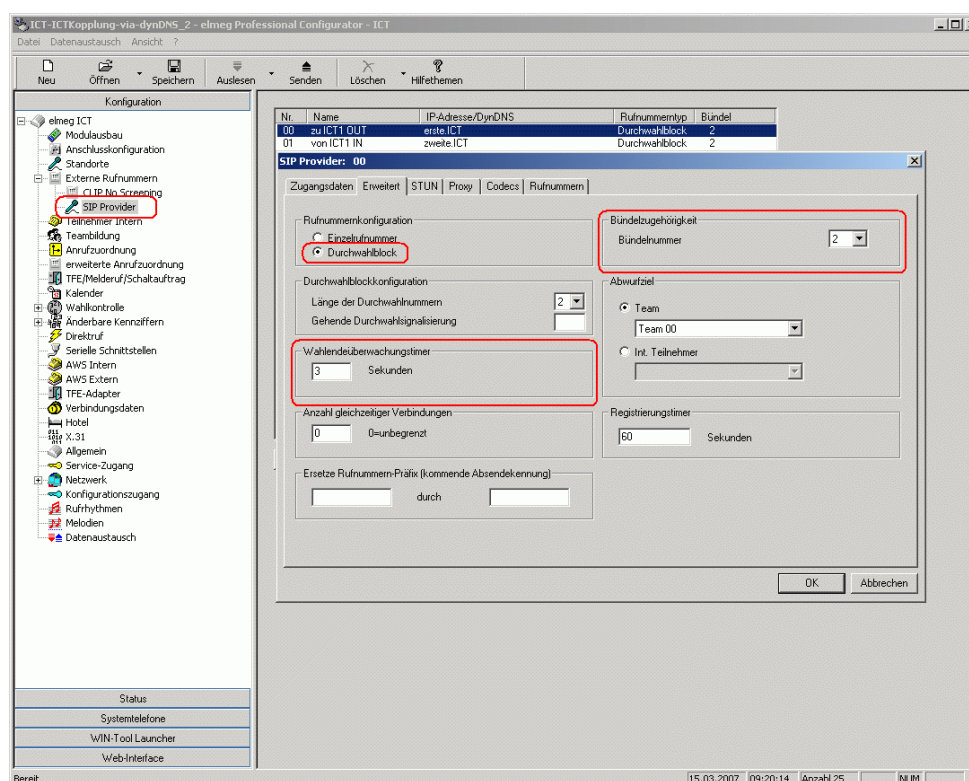 ICT-ICTKopplung-via-dynDNS_2 - elmeg Professional Configurator - ICT
Datei Datenaustausch Ansicht ?
Neu Öffnen Speichern Auslesen Senden Löschen Hilfethemen
Konfiguration
elmeg ICT
Modulausbau
Anschlusskonfiguration
Standorte
Externe Rufnummern
CLIP No Screening
SIP Provider
Teilnehmer Intern
Teambildung
Anrufzuordnung
erweiterte Anrufzuordnung
TFE/Melderuf/Schaltauftrag
Kalender
Wahlkontrolle
Änderbare Kennziffern
Direktruf
Serielle Schnittstellen
AWS Intern
AWS Extern
TFE-Adapter
Verbindungsdaten
Hotel
X.31
Allgemein
Service-Zugang
Netzwerk
Konfigurationszugang
Rufrhythmen
Melodien
Datenaustausch
Status
Systemtelefone
WIN-Tool Launcher
Web-Interface
Nr. Name IP-Adresse/DynDNS Rufnummerntyp Bündel
00 zu ICT1 OUT erste.ICT Durchwahlblock 2
01 von ICT1 IN zweite.ICT Durchwahlblock 2
SIP Provider: 00
Zugangsdaten Erweitert STUN Proxy Codecs Rufnummern
Rufnummernkonfiguration
Einzelrufnummer
Durchwahlblock
Bündelzugehörigkeit
Bündelnummer 2
Durchwahlblockkonfiguration
Länge der Durchwahlnummern 2
Gehende Durchwahlsignalisierung
Abwurfziel
Team
Team 00
Int. Teilnehmer
Wahlendeüberwachungstimer
3 Sekunden
Anzahl gleichzeitiger Verbindungen
0 0=unbegrenzt
Registrierungstimer
60 Sekunden
Ersetze Rufnummern-Präfix (kommende Absendekennung)
durch
OK Abbrechen
Bereit 15.03.2007 09:20:14 Anzahl 25 NUM